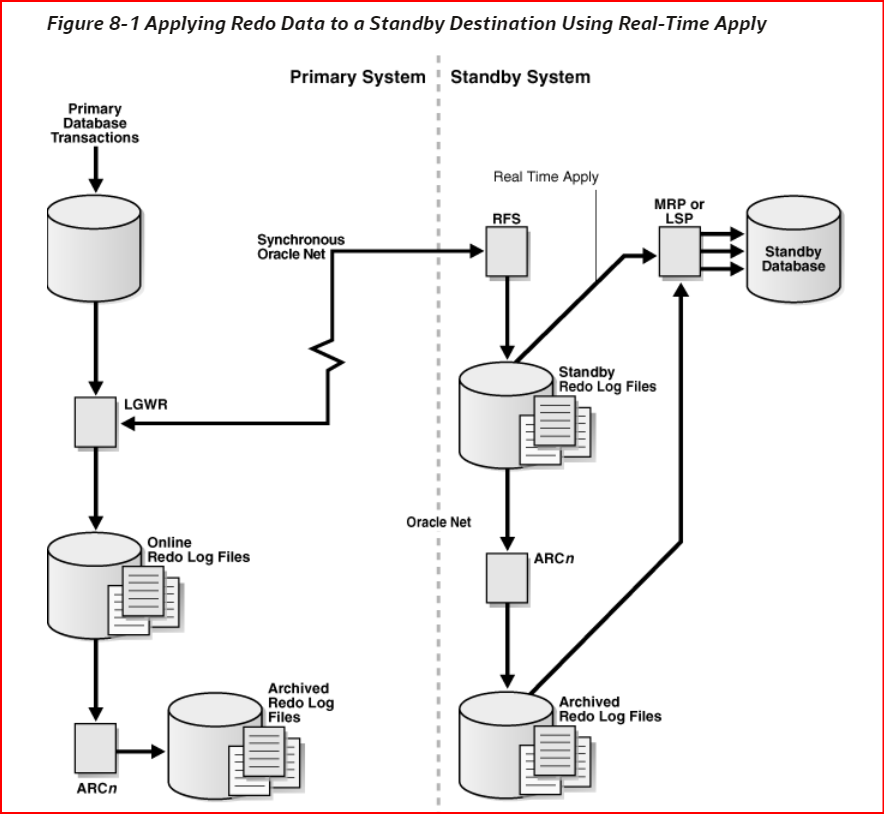 Figure 8-1 Applying Redo Data to a Standby Destination Using Real-Time Apply
Primary System
Standby System
Primary
Database
Transactions
Real Time Apply
MRP or
LSP
RFS
Synchronous
Oracle Net
Standby
Database
Standby
Redo Log Files
LGWR
Oracle Net
Online
Redo Log Files
ARCn
Archived
Redo Log
Files
Archived
Redo Log Files
ARCn